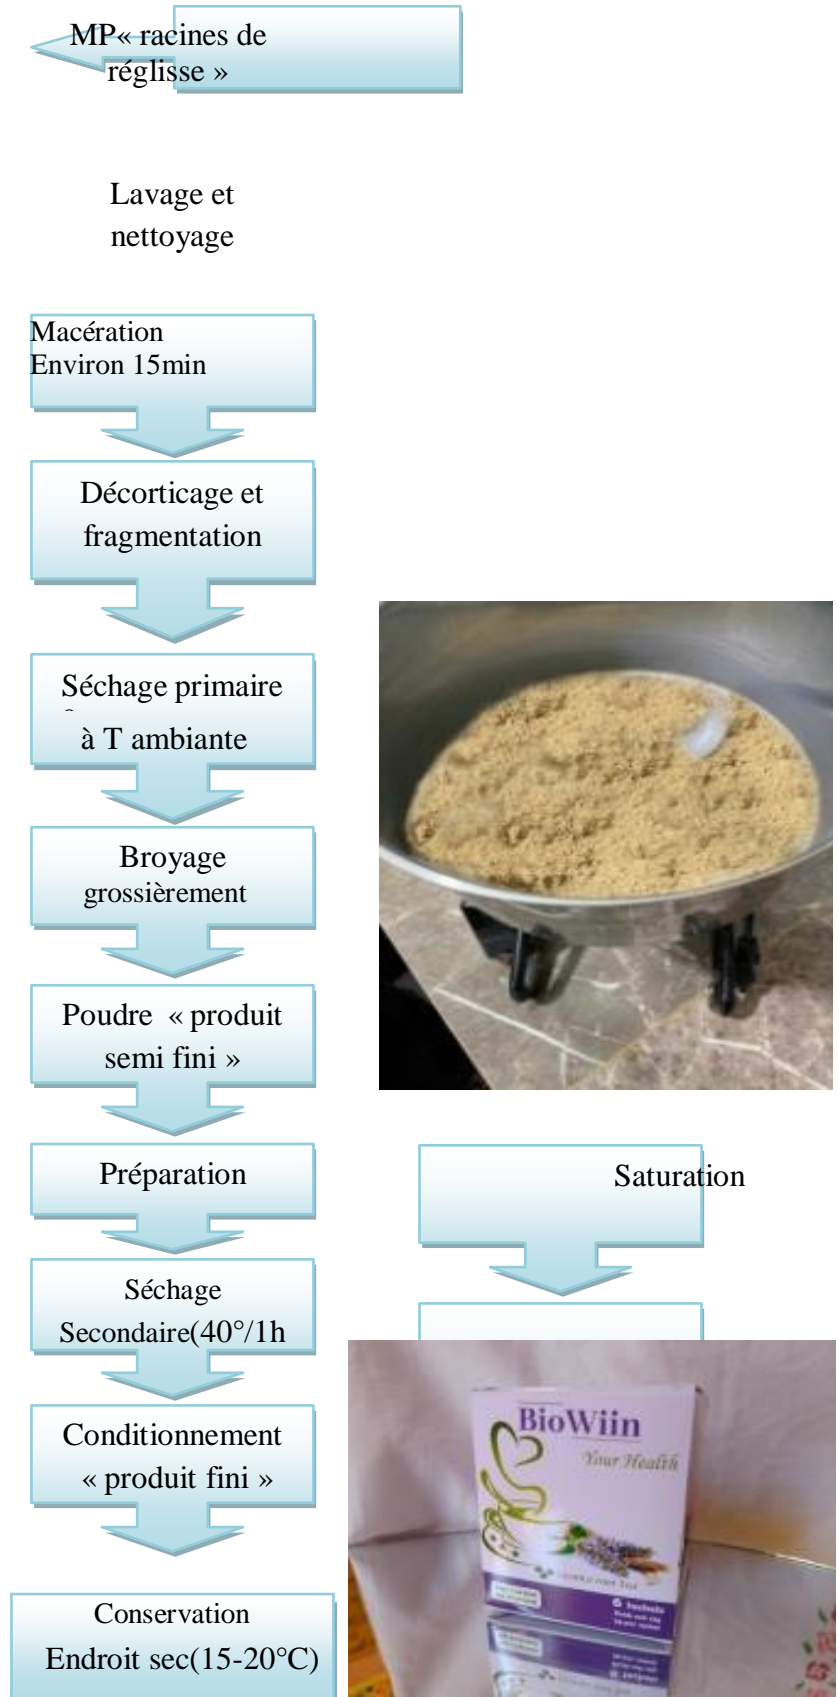 MP« racines de
réglisse »
Lavage et
nettoyage
Macération
Environ 15min
Décorticage et
fragmentation
Séchage primaire
à T ambiante
Broyage
grossièrement
Poudre « produit
semi fini »
Préparation
Saturation
Séchage
Secondaire(40°/1h
Conditionnement
« produit fini »
BioWiin
Your Health
Conservation
Endroit sec(15-20°C)